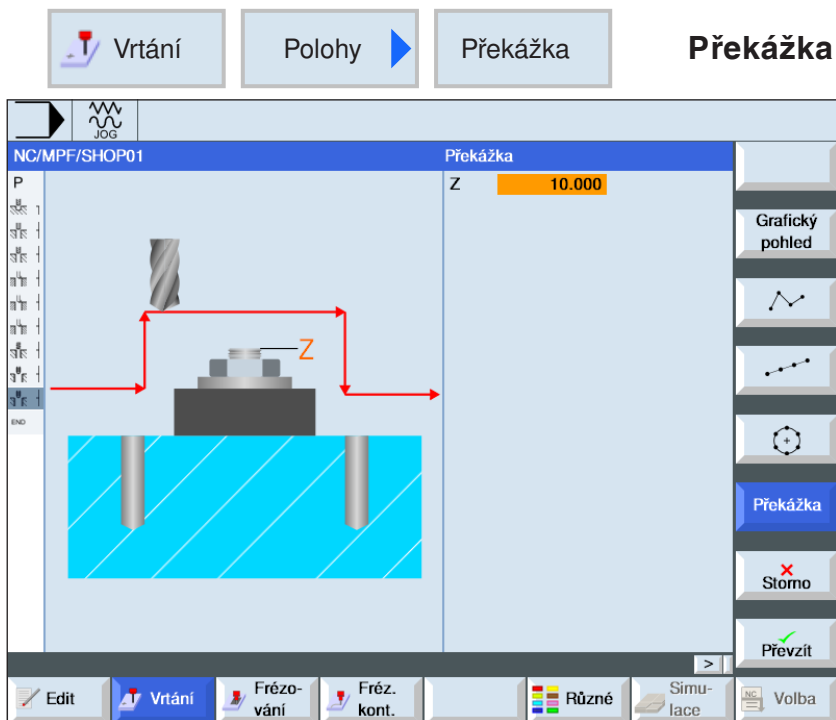 Vrtání
Polohy
Překážka
Překážka
JOG
NC/MPF/SHOP01
Překážka
P
Z 10.000
END
Z
Grafický
pohled
Překážka
Storno
Převzít
>
Edit
Vrtání
Frézo-
vání
Fréz.
kont.
Různé
Simu-
lace
NC
Volba